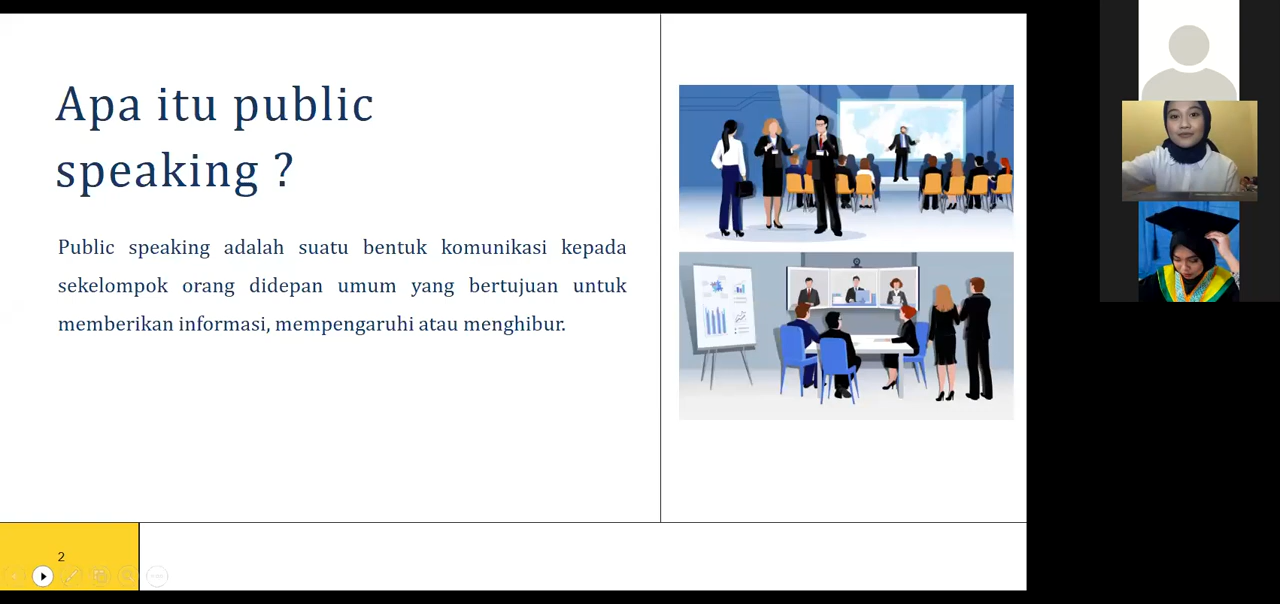 Apa itu public
speaking ?
Public speaking adalah suatu bentuk komunikasi kepada
sekelompok orang didepan umum yang bertujuan untuk
memberikan informasi, mempengaruhi atau menghibur.
2